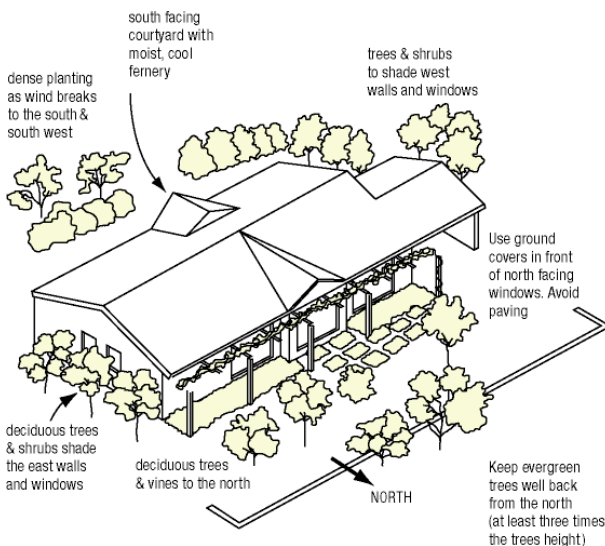 south facing
courtyard with
moist, cool
fernery
trees & shrubs
to shade west
walls and windows
dense planting
as wind breaks
to the south &
south west
Use ground
covers in front
of north facing
windows. Avoid
paving
deciduous trees
& shrubs shade
the east walls
and windows
deciduous trees
& vines to the north
NORTH
Keep evergreen
trees well back
from the north
(at least three times
the trees height)